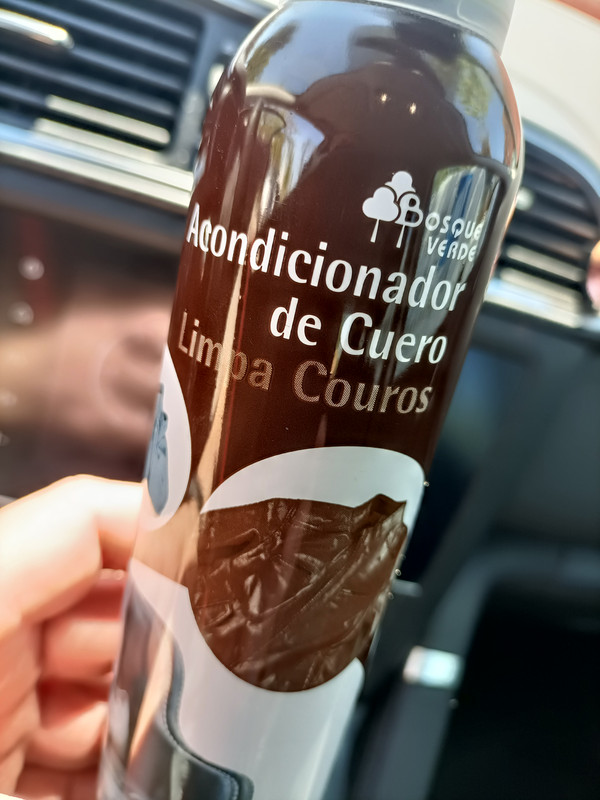 BOSQUE
VERDE
Acondicionador
de Cuero
Limpa Couros